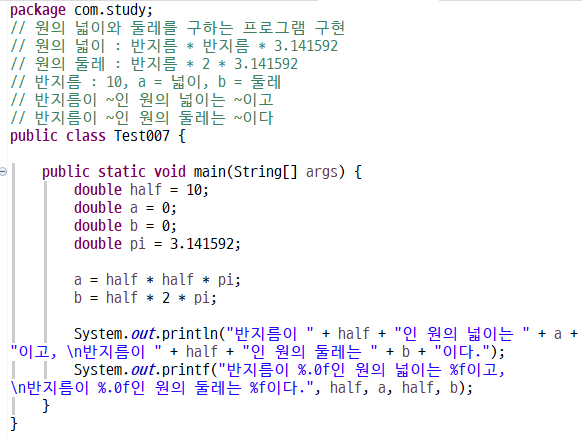 package com.study;
// 원의 넓이와 둘레를 구하는 프로그램 구현
// 원의 넓이 : 반지름 * 반지름 * 3.141592
// 원의 둘레 : 반지름 * 2 * 3.141592
// 반지름 : 10, a = 넓이, b = 둘레
// 반지름이 ~인 원의 넓이는 ~이고
// 반지름이 ~인 원의 둘레는 ~이다
public class Test007 {
public static void main(String[] args) {
double half = 10;
double a = 0;
double b = 0;
double pi = 3.141592;
a = half * half * pi;
b = half * 2 * pi;
System.out.println("반지름이 " + half + "인 원의 넓이는 " + a +
"이고, \n반지름이 " + half + "인 원의 둘레는 " + b + "이다.");
System.out.printf("반지름이 %.0f인 원의 넓이는 %f이고,
\n반지름이 %.0f인 원의 둘레는 %f이다.", half, a, half, b);
}
}